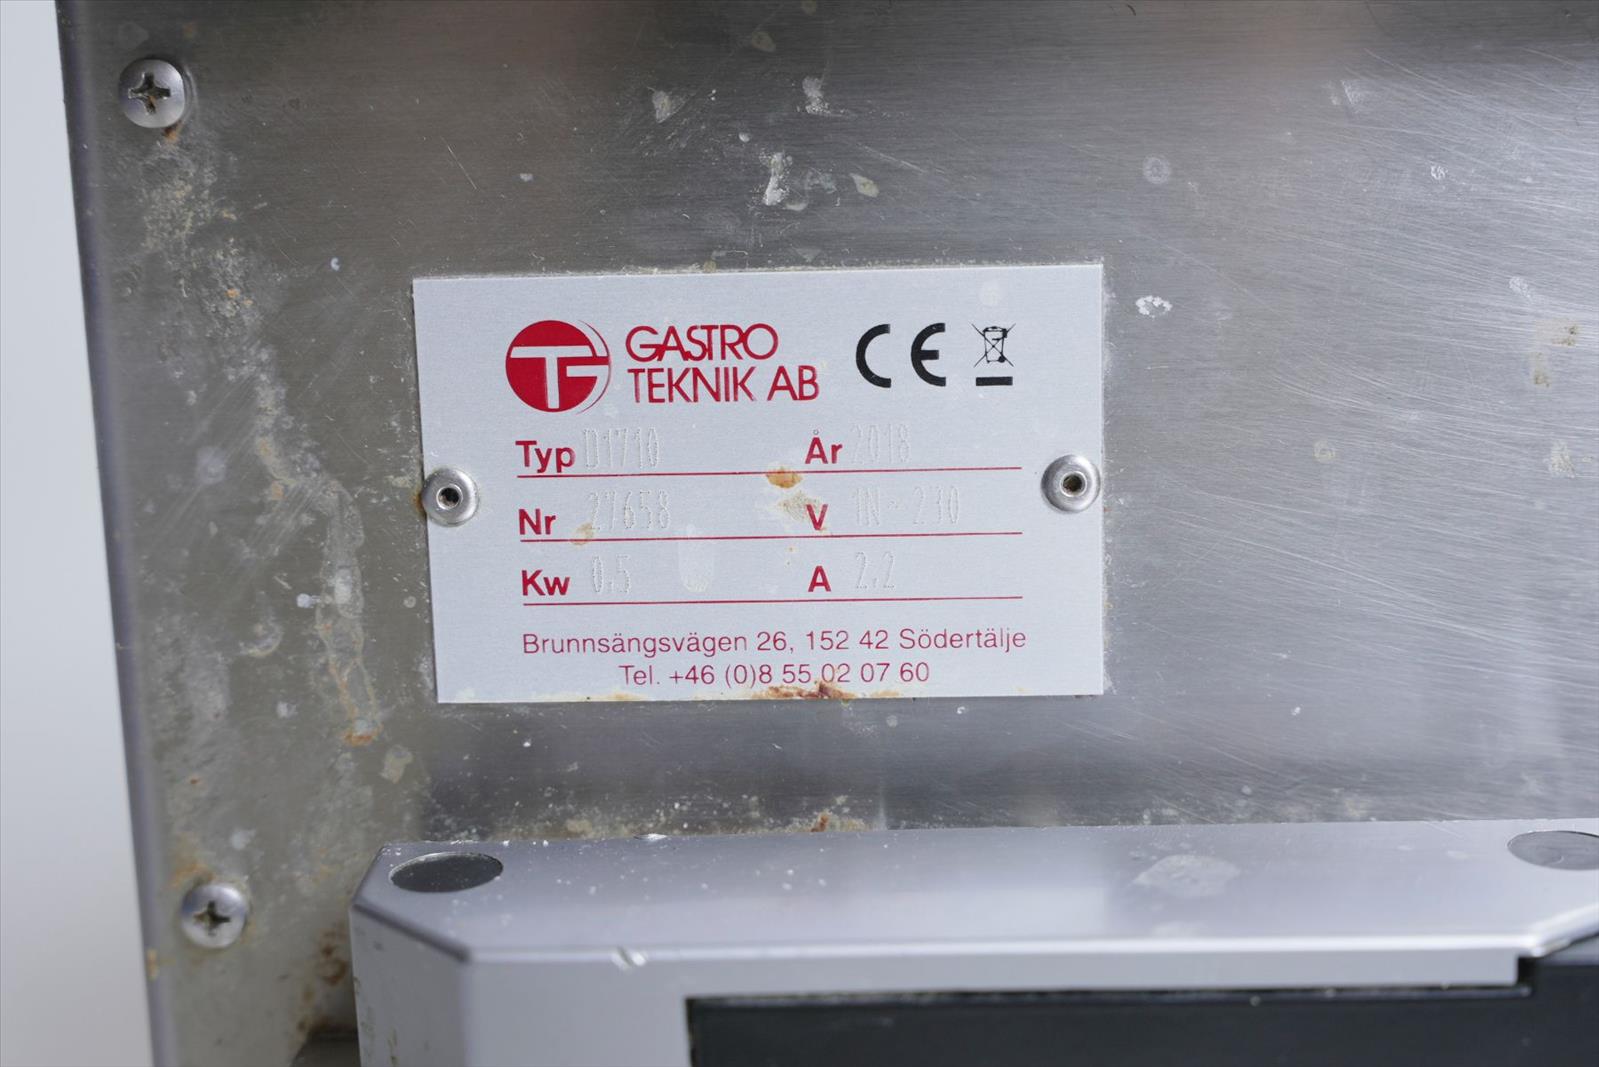 GASTRO
TEKNIK AB CE
Typ D1710 År 2018
Nr 27658 V 1N~230
Kw 0.5 A 2.2
Brunnsängsvägen 26, 152 42 Södertälje
Tel. +46 (0)8 55 02 07 60